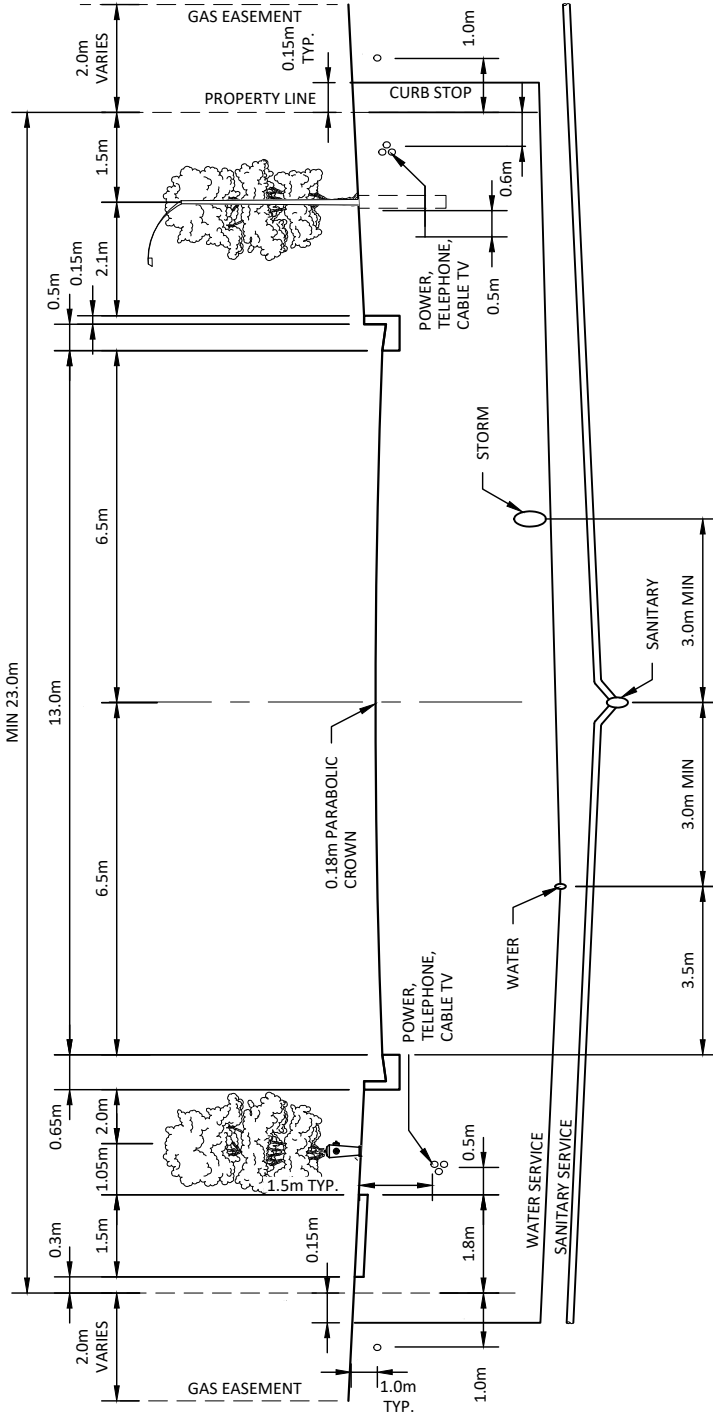 GAS EASEMENT
2.0m
VARIES
0.15m
TYP.
1.0m
PROPERTY LINE
CURB STOP
1.5m
0.6m
2.1m
0.15m
0.5m
POWER,
TELEPHONE,
CABLE TV
0.5m
6.5m
STORM
MIN 23.0m
13.0m
3.0m MIN
SANITARY
0.18m PARABOLIC
CROWN
6.5m
3.0m MIN
WATER
3.5m
POWER,
TELEPHONE,
CABLE TV
0.65m
2.0m
1.05m
1.5m TYP.
0.5m
WATER SERVICE
SANITARY SERVICE
0.3m
1.5m
0.15m
1.8m
2.0m
VARIES
GAS EASEMENT
1.0m
TYP.
1.0m